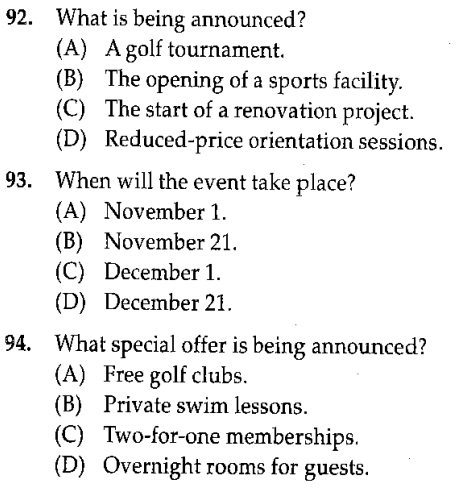 92. What is being announced?
(A) A golf tournament.
(B) The opening of a sports facility.
(C) The start of a renovation project.
(D) Reduced-price orientation sessions.
93. When will the event take place?
(A) November 1.
(B) November 21.
(C) December 1.
(D) December 21.
94. What special offer is being announced?
(A) Free golf clubs.
(B) Private swim lessons.
(C) Two-for-one memberships.
(D) Overnight rooms for guests.